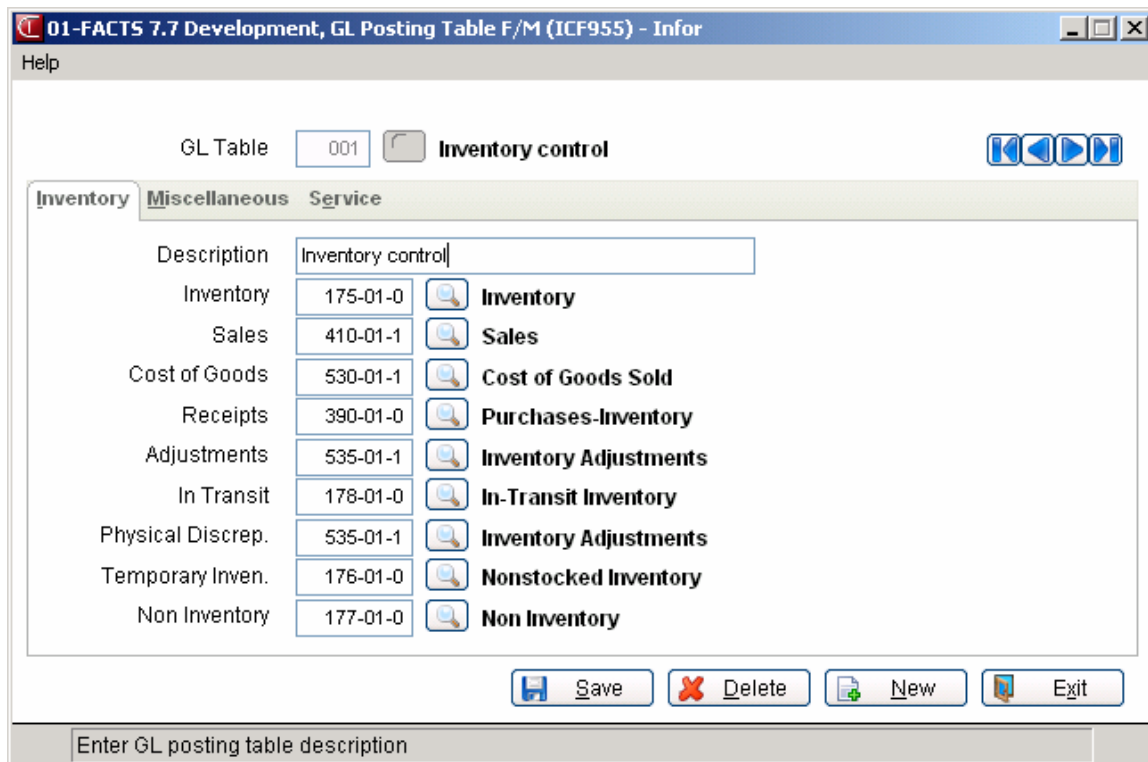 01-FACTS 7.7 Development, GL Posting Table F/M (ICF955) - Infor
Help
GL Table 001 Inventory control
Inventory Miscellaneous Service
Description Inventory control
Inventory 175-01-0 Inventory
Sales 410-01-1 Sales
Cost of Goods 530-01-1 Cost of Goods Sold
Receipts 390-01-0 Purchases-Inventory
Adjustments 535-01-1 Inventory Adjustments
In Transit 178-01-0 In-Transit Inventory
Physical Discrep. 535-01-1 Inventory Adjustments
Temporary Inven. 176-01-0 Nonstocked Inventory
Non Inventory 177-01-0 Non Inventory
Save Delete New Exit
Enter GL posting table description